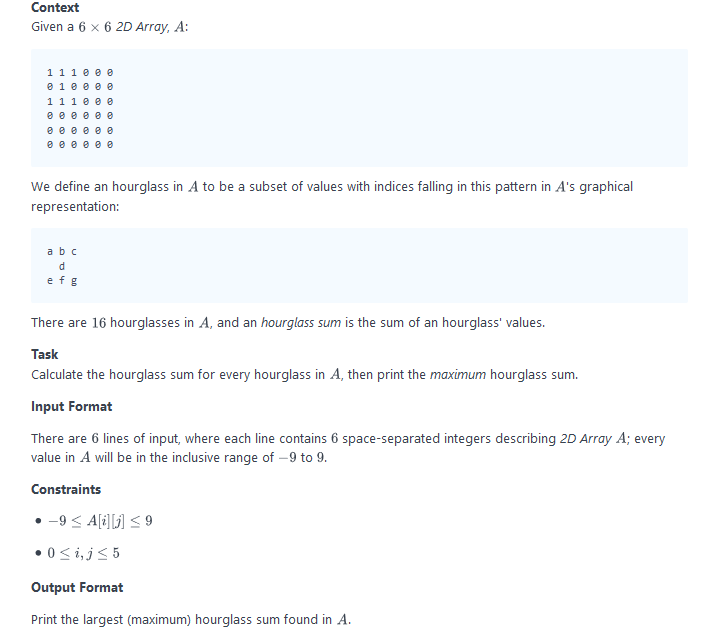 Context
Given a 6 × 6 2D Array, A:
1 1 1 0 0 0
0 1 0 0 0 0
1 1 1 0 0 0
0 0 0 0 0 0
0 0 0 0 0 0
0 0 0 0 0 0
We define an hourglass in A to be a subset of values with indices falling in this pattern in A's graphical
representation:
a b c
d
e f g
There are 16 hourglasses in A, and an hourglass sum is the sum of an hourglass' values.
Task
Calculate the hourglass sum for every hourglass in A, then print the maximum hourglass sum.
Input Format
There are 6 lines of input, where each line contains 6 space-separated integers describing 2D Array A; every
value in A will be in the inclusive range of −9 to 9.
Constraints
• −9 ≤ A[i][j] ≤ 9
• 0 ≤ i, j ≤ 5
Output Format
Print the largest (maximum) hourglass sum found in A.